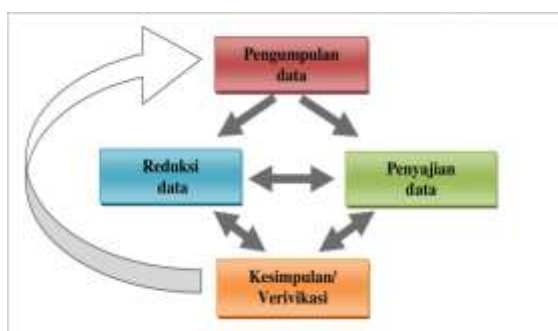 Pengumpulan
data
Reduksi
data
Penyajian
data
Kesimpulan/
Verivikasi